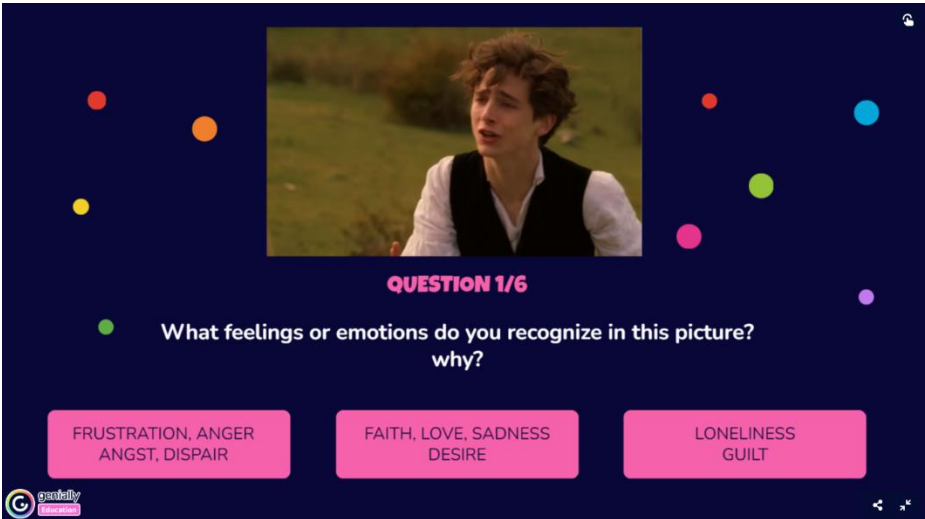 QUESTION 1/6
What feelings or emotions do you recognize in this picture?
why?
FRUSTRATION, ANGER
ANGST, DISPAIR
FAITH, LOVE, SADNESS
DESIRE
LONELINESS
GUILT
genially
Education